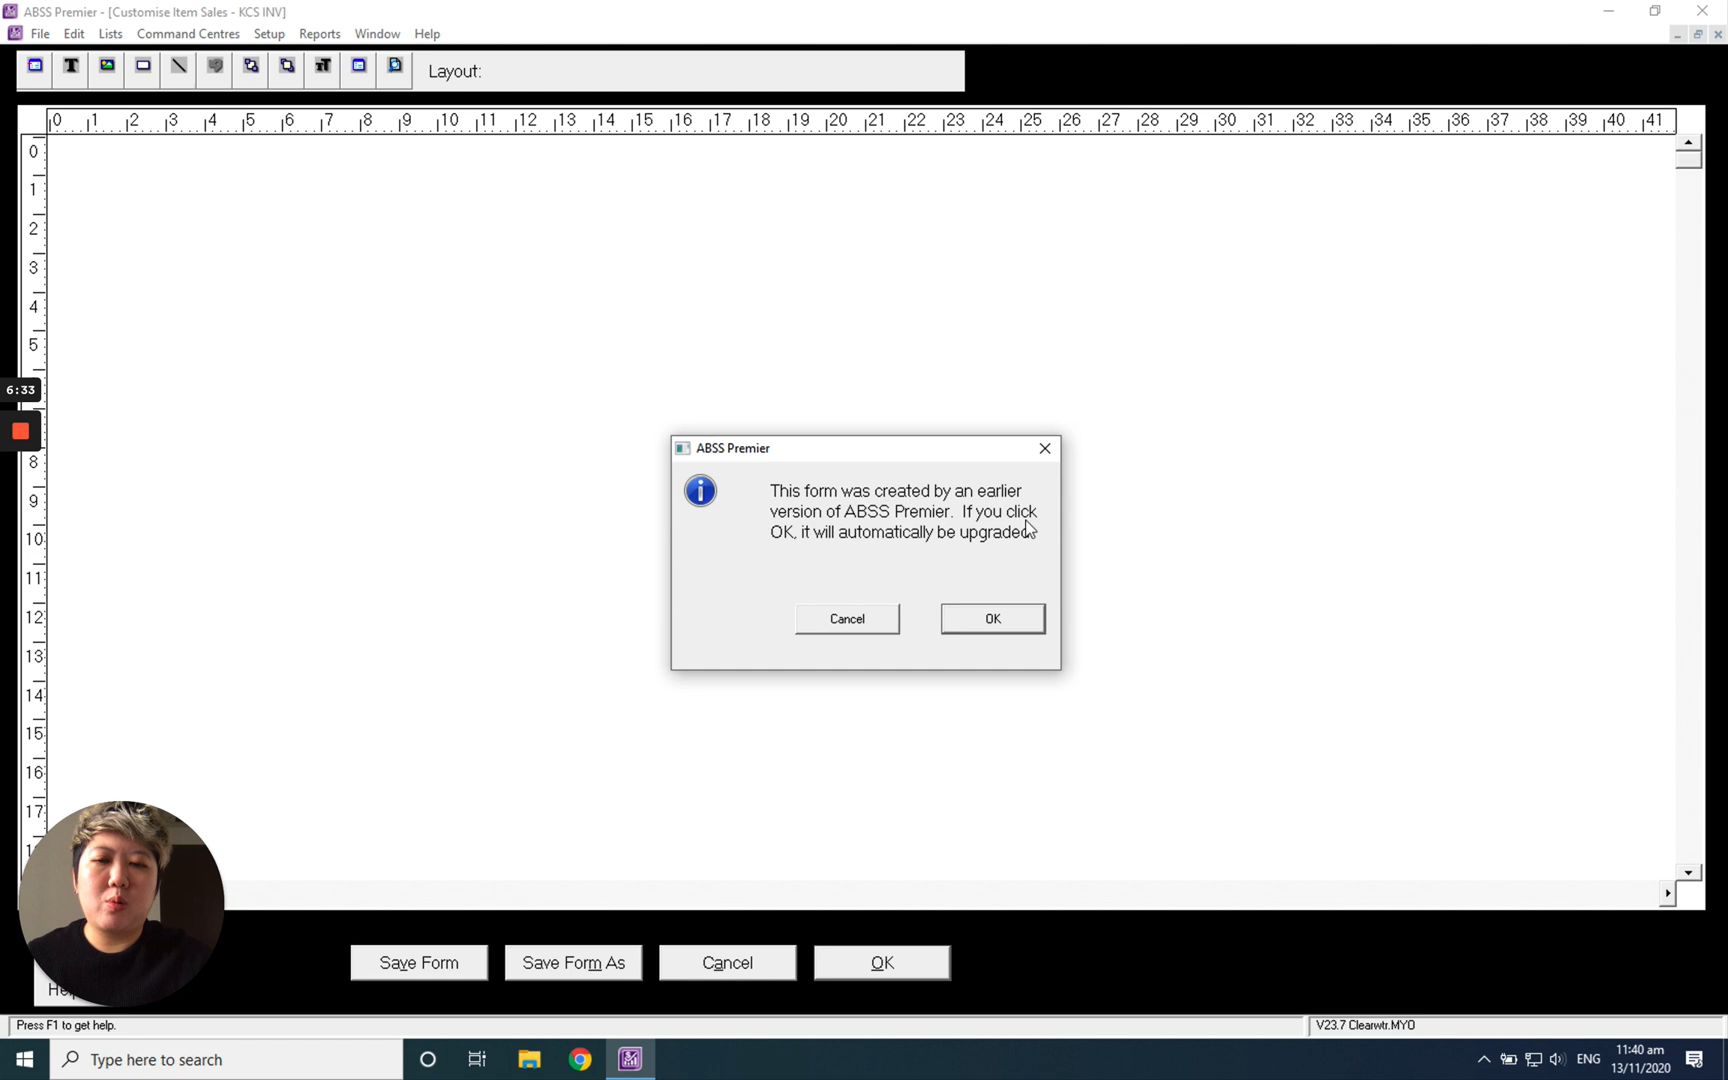 ABSS Premier - [Customise Item Sales - KCS INV]
File Edit Lists Command Centres Setup Reports Window Help
Layout:
0 1 2 3 4 5 6 7 8 9 10 11 12 13 14 15 16 17 18 19 20 21 22 23 24 25 26 27 28 29 30 31 32 33 34 35 36 37 38 39 40 41
0
1
2
3
4
5
6:33
8
9
10
11
12
13
14
15
16
17
ABSS Premier
This form was created by an earlier
version of ABSS Premier. If you click
OK, it will automatically be upgraded.
Cancel OK
Save Form Save Form As Cancel OK
Press F1 to get help.
V23.7 Clearwtr.MYO
Type here to search
ENG
11:40 am
13/11/2020